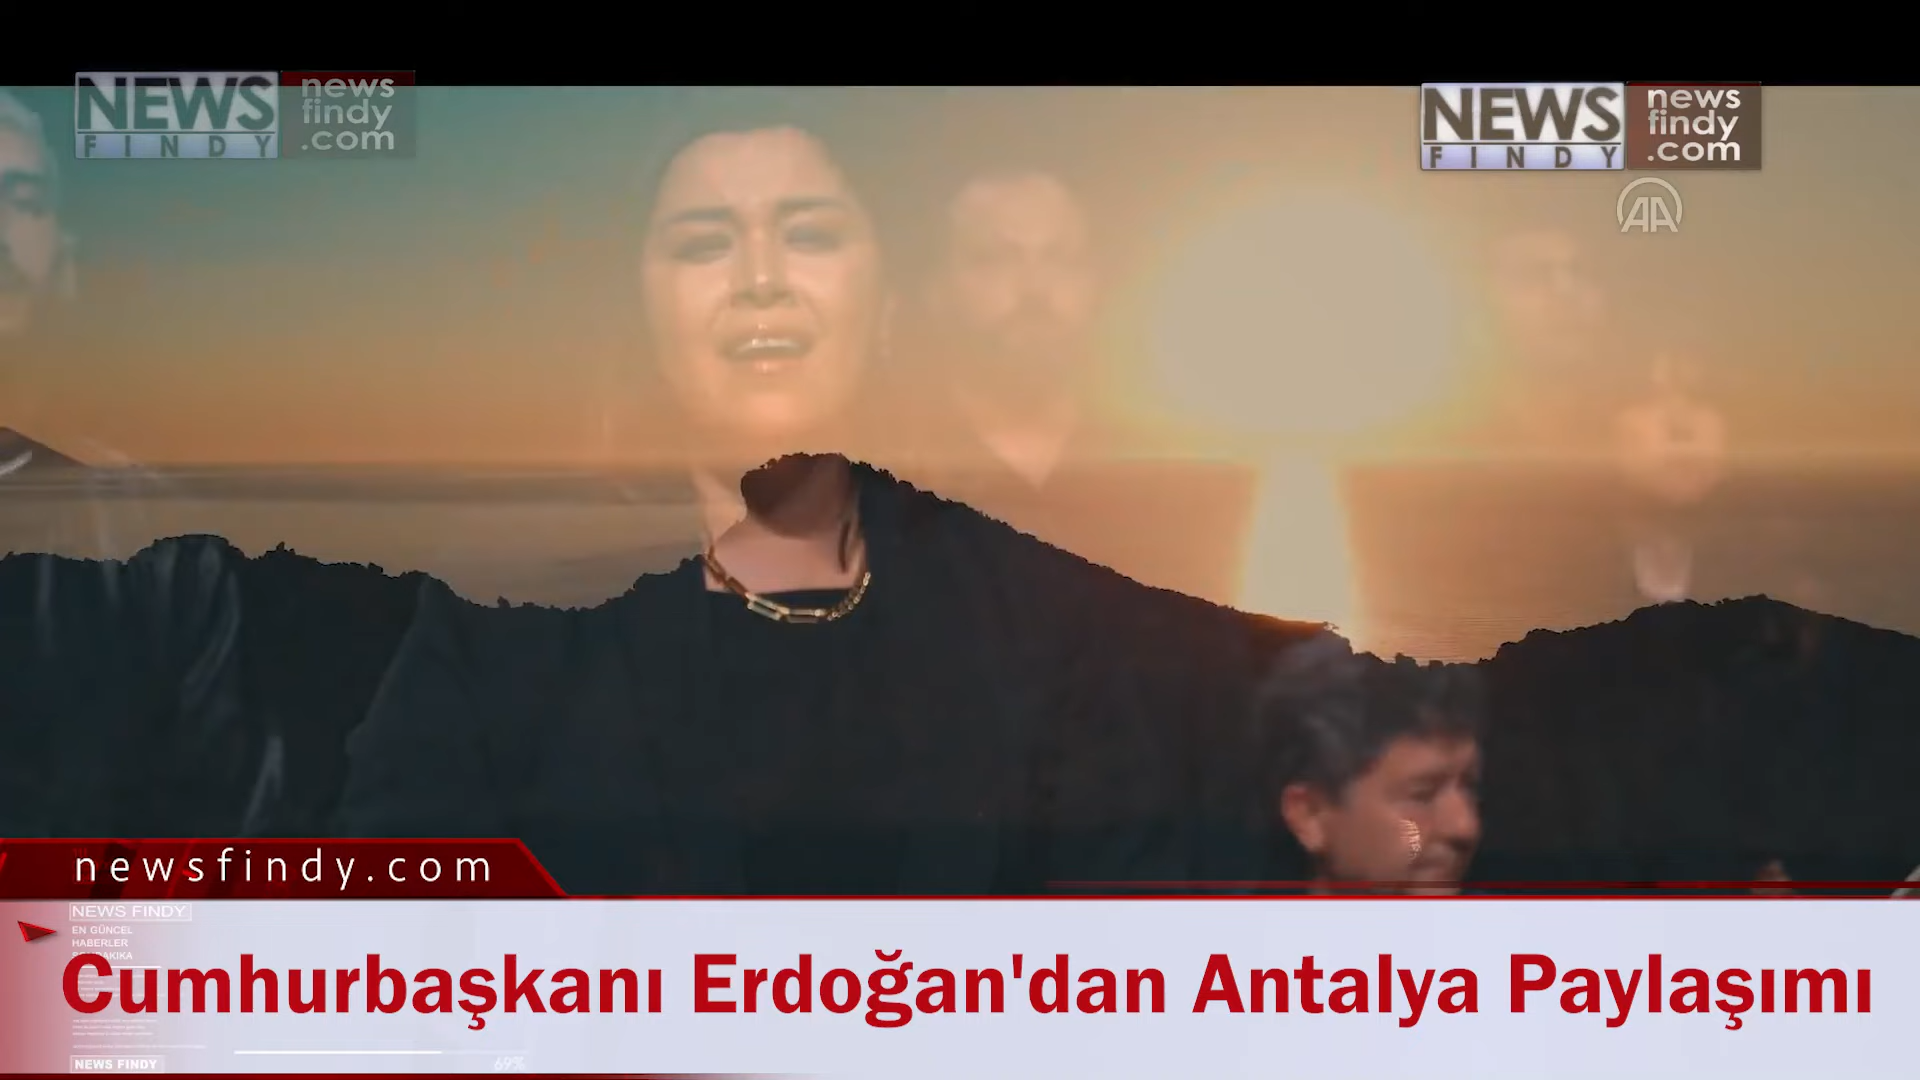 NEWS
FINDY
news
findy
.com
NEWS
FINDY
news
findy
.com
AA
newsfindy.com
NEWS FINDY
EN GÜNCEL
HABERLER
Cumhurbaşkanı Erdoğan'dan Antalya Paylaşımı
NEWS FINDY
69%